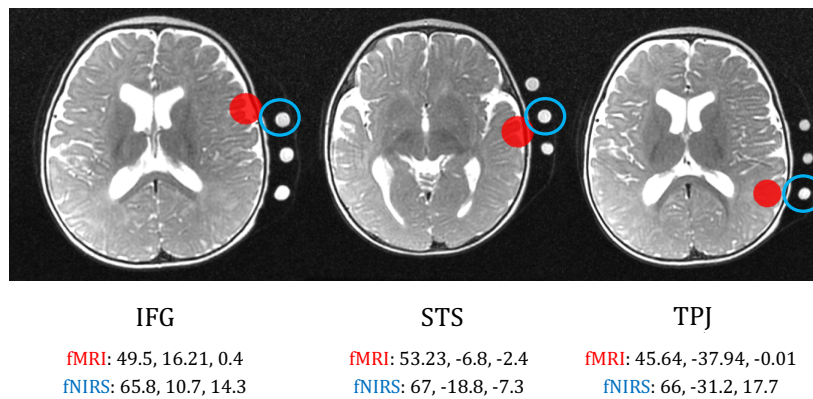 IFG
fMRI: 49.5, 16.21, 0.4
fNIRS: 65.8, 10.7, 14.3
STS
fMRI: 53.23, -6.8, -2.4
fNIRS: 67, -18.8, -7.3
TPJ
fMRI: 45.64, -37.94, -0.01
fNIRS: 66, -31.2, 17.7